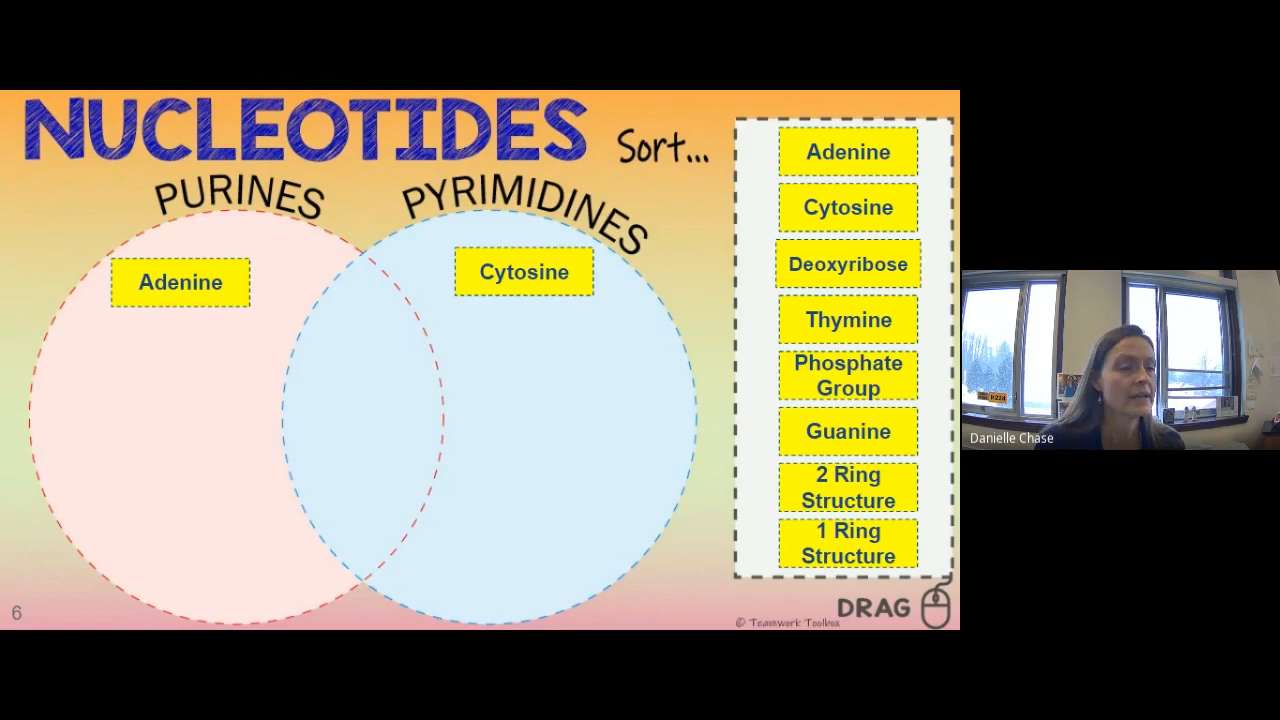 NUCLEOTIDES
Sort...
PURINES
PYRIMIDINES
Adenine
Cytosine
Adenine
Cytosine
Deoxyribose
Thymine
Phosphate
Group
Guanine
2 Ring
Structure
1 Ring
Structure
DRAG
6
© Teamwork Toolbox
H224
Danielle Chase